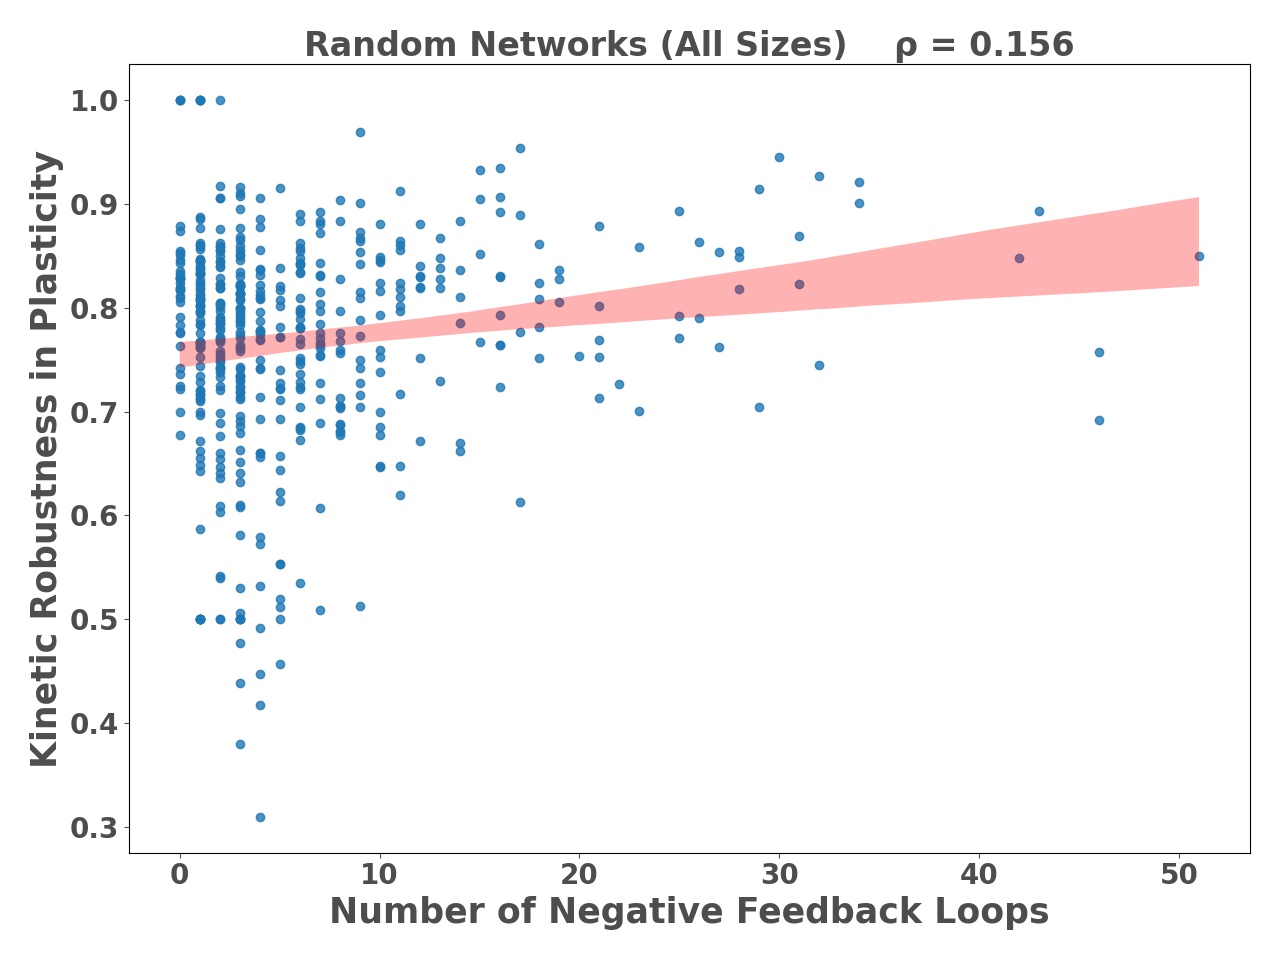 Random Networks (All Sizes)    ρ = 0.156
Kinetic Robustness in Plasticity
1.0
0.9
0.8
0.7
0.6
0.5
0.4
0.3
0 10 20 30 40 50
Number of Negative Feedback Loops